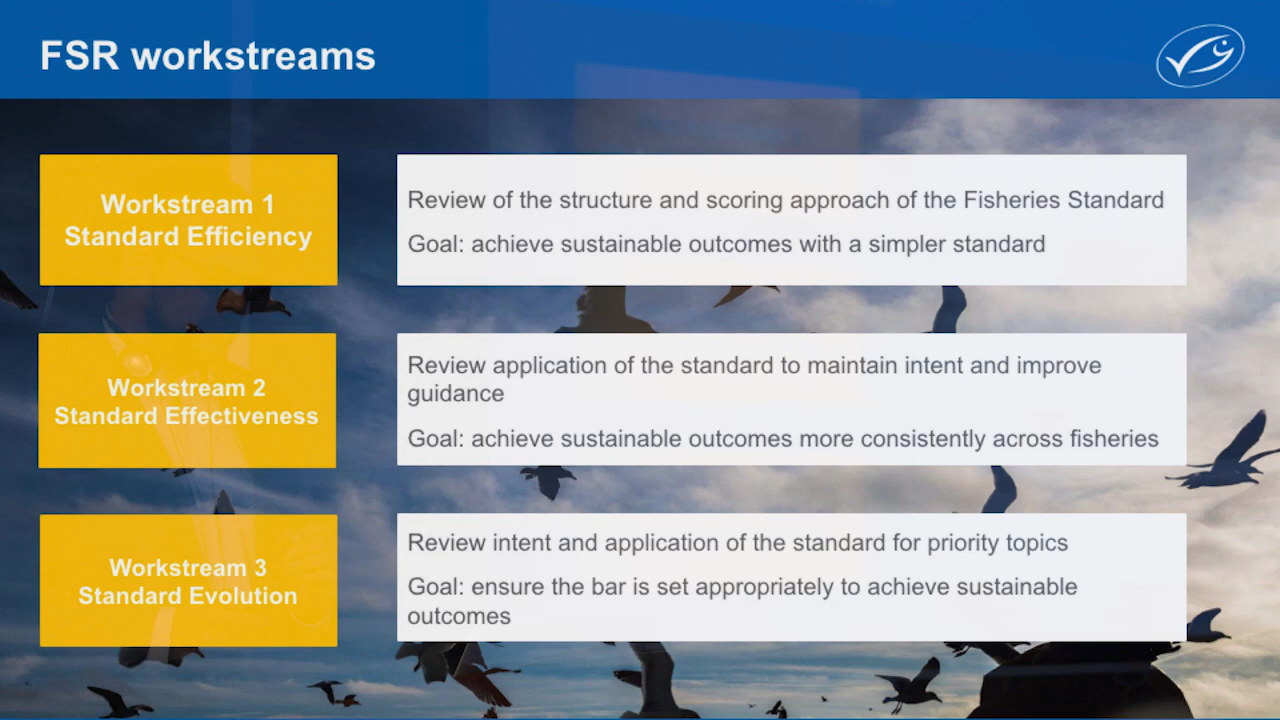 FSR workstreams
Workstream 1
Standard Efficiency
Review of the structure and scoring approach of the Fisheries Standard
Goal: achieve sustainable outcomes with a simpler standard
Workstream 2
Standard Effectiveness
Review application of the standard to maintain intent and improve
guidance
Goal: achieve sustainable outcomes more consistently across fisheries
Workstream 3
Standard Evolution
Review intent and application of the standard for priority topics
Goal: ensure the bar is set appropriately to achieve sustainable
outcomes